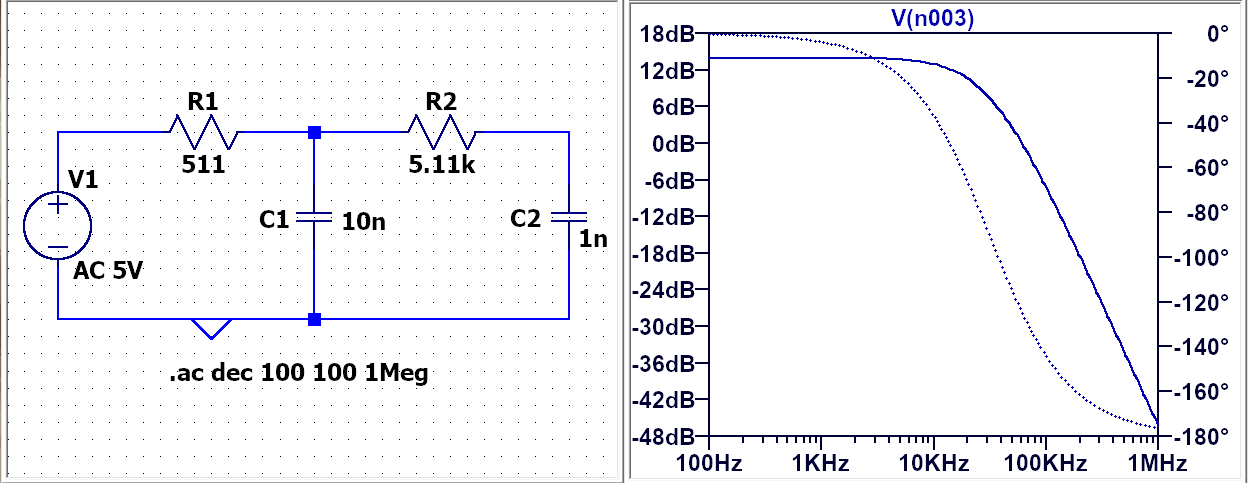 R1
511
R2
5.11k
V1
+
−
AC 5V
C1
10n
C2
1n
.ac dec 100 100 1Meg
V(n003)
18dB
12dB
6dB
0dB
-6dB
-12dB
-18dB
-24dB
-30dB
-36dB
-42dB
-48dB
0°
-20°
-40°
-60°
-80°
-100°
-120°
-140°
-160°
-180°
100Hz
1KHz
10KHz
100KHz
1MHz